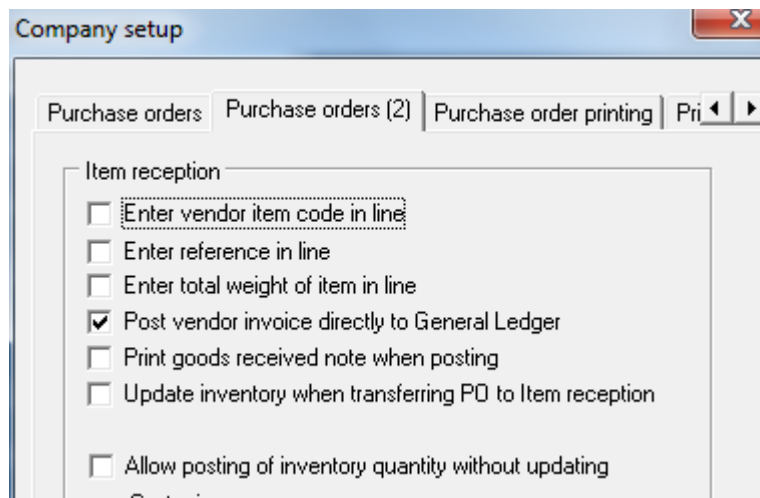 Company setup
Purchase orders
Purchase orders (2)
Purchase order printing
Item reception
Enter vendor item code in line
Enter reference in line
Enter total weight of item in line
Post vendor invoice directly to General Ledger
Print goods received note when posting
Update inventory when transferring PO to Item reception
Allow posting of inventory quantity without updating